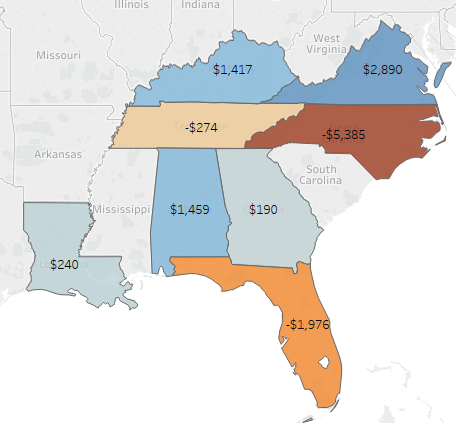 Illinois
Indiana
Missouri
West
Virginia
$1,417
$2,890
-$274
-$5,385
Arkansas
South
Carolina
Mississippi
$1,459
$190
$240
-$1,976